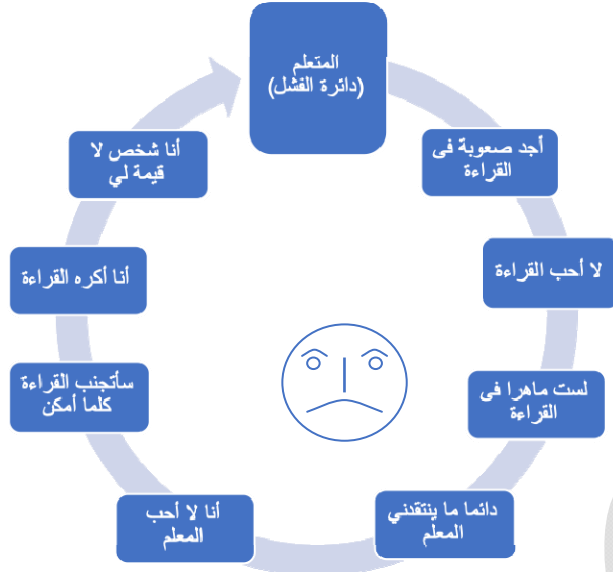 المتعلم
(دائرة الفشل)
أجد صعوبة فى
القراءة
لا أحب القراءة
لست ماهرا في
القراءة
دائما ما ينتقدني
المعلم
أنا لا أحب
المعلم
سأتجنب القراءة
كلما أمكن
أنا أكره القراءة
أنا شخص لا
قيمة لي